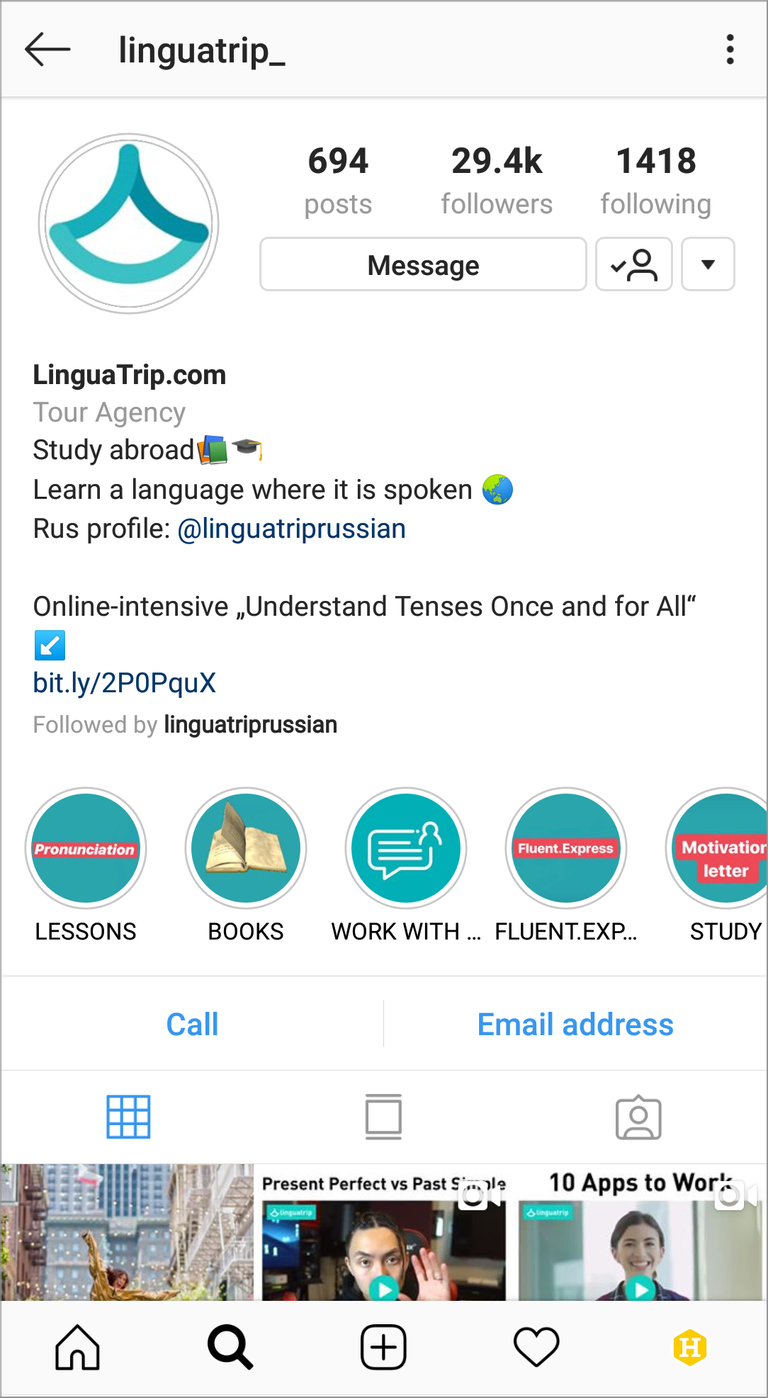 linguatrip_
694 29.4k 1418
posts followers following
Message
LinguaTrip.com
Tour Agency
Study abroad📚🎓
Learn a language where it is spoken 🌏
Rus profile: @linguatriprussian
Online-intensive „Understand Tenses Once and for All“
↙️
bit.ly/2P0PquX
Followed by linguatriprussian
Pronunciation
Fluent.Express
Motivation
letter
LESSONS BOOKS WORK WITH ... FLUENT.EXP... STUDY
Call Email address
Present Perfect vs Past Simple
10 Apps to Work
linguatrip
linguatrip
H